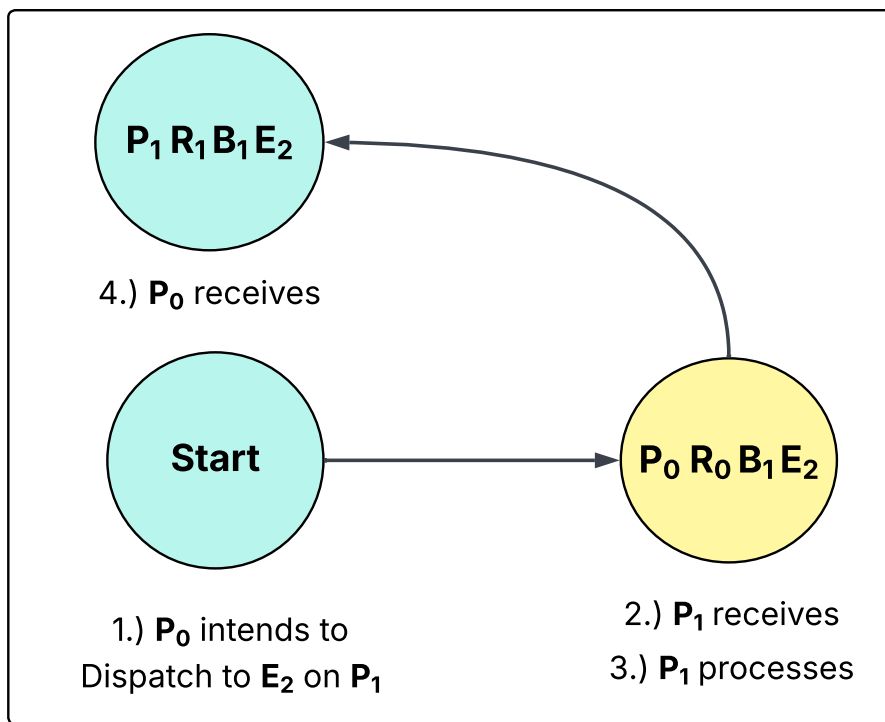 P₁ R₁ B₁ E₂
4.) P₀ receives
Start
P₀ R₀ B₁ E₂
1.) P₀ intends to
Dispatch to E₂ on P₁
2.) P₁ receives
3.) P₁ processes